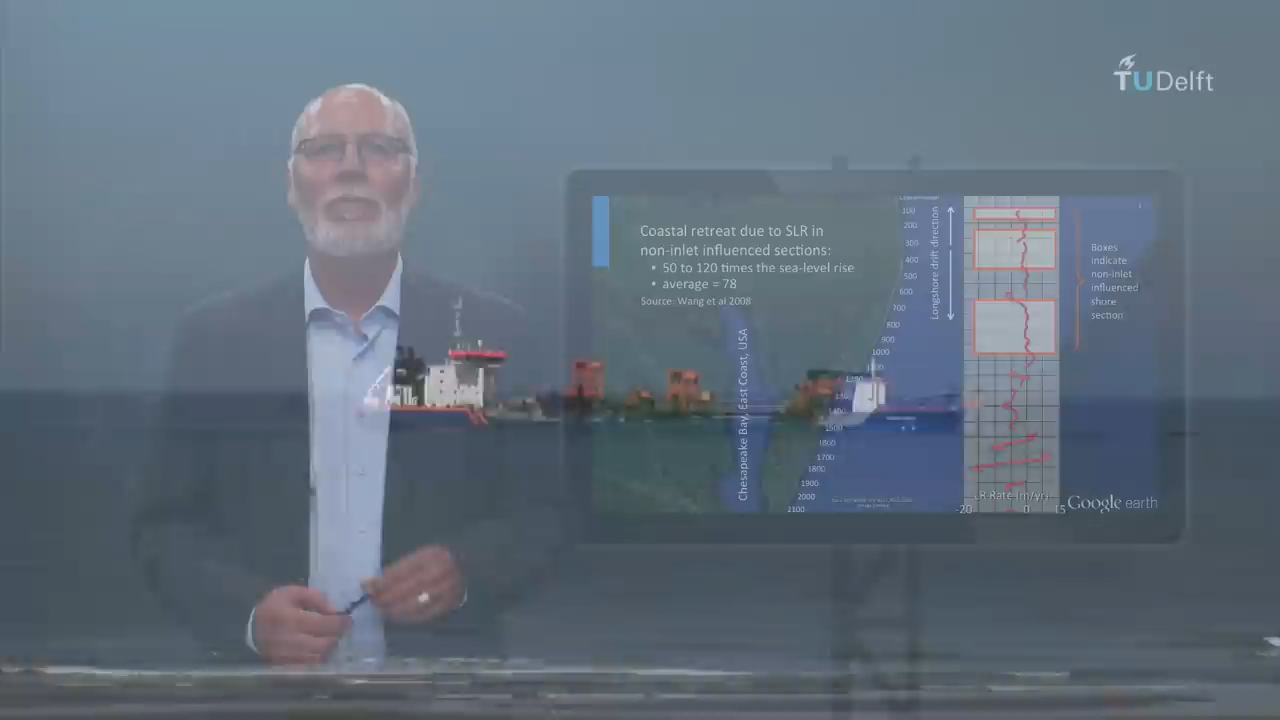 TUDelft
Coastal retreat due to SLR in
non-inlet influenced sections:
• 50 to 120 times the sea-level rise
• average = 78
Source: Wang et al 2008
Chesapeake Bay, East Coast, USA
100
200
300
400
500
600
700
800
900
1000
1400
1500
1600
1700
1800
1900
2000
2100
Longshore drift direction
LR Rate (m/yr)
-20
0
15
Boxes
indicate
non-inlet
influenced
shore
section
Google earth